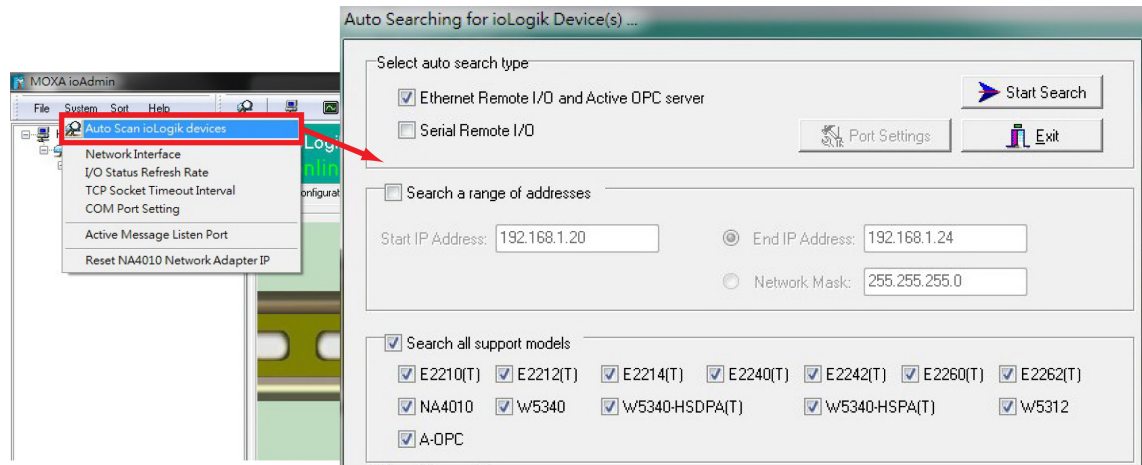 MOXA ioAdmin
File System Sort Help
Auto Scan ioLogik devices
Network Interface
I/O Status Refresh Rate
TCP Socket Timeout Interval
COM Port Setting
Active Message Listen Port
Reset NA4010 Network Adapter IP
Auto Searching for ioLogik Device(s) ...
Select auto search type
Ethernet Remote I/O and Active OPC server
Start Search
Serial Remote I/O
Port Settings
Exit
Search a range of addresses
Start IP Address: 192.168.1.20
End IP Address: 192.168.1.24
Network Mask: 255.255.255.0
Search all support models
E2210(T) E2212(T) E2214(T) E2240(T) E2242(T) E2260(T) E2262(T)
NA4010 W5340 W5340-HSDPA(T) W5340-HSPA(T) W5312
A-OPC